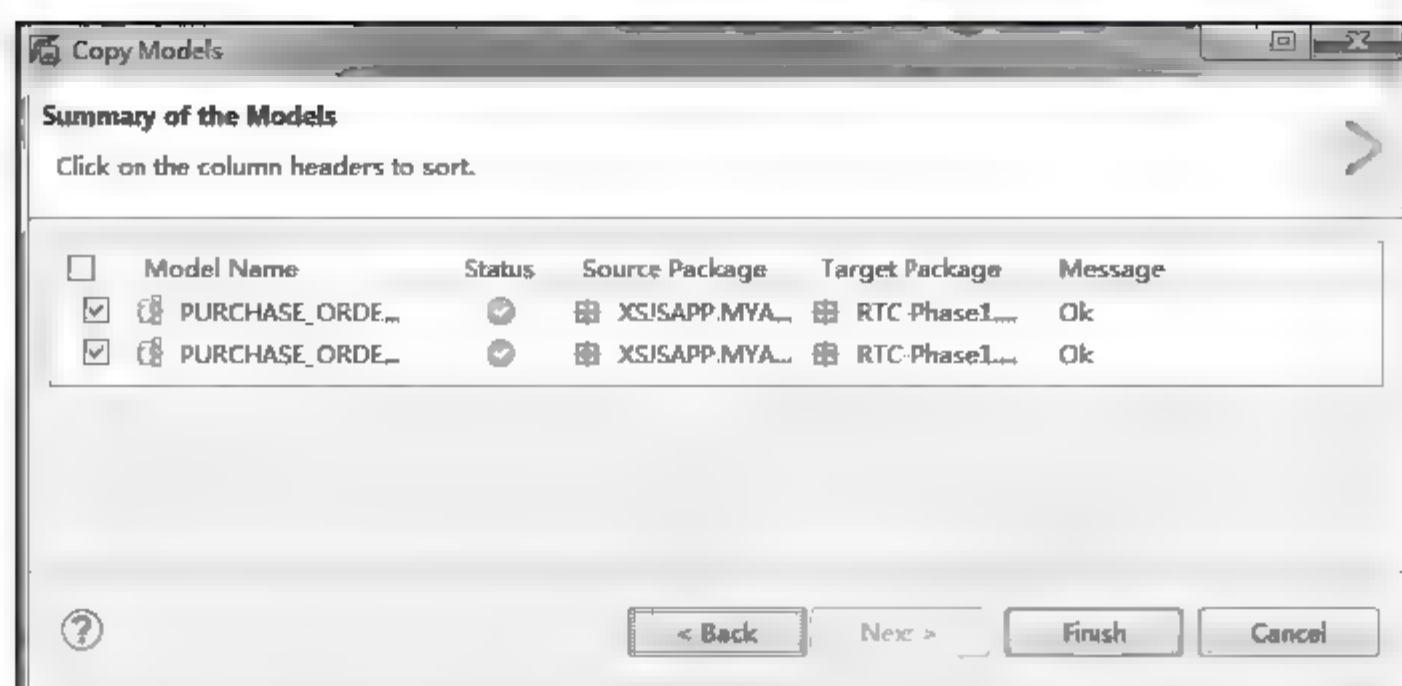 Copy Models
Summary of the Models
Click on the column headers to sort.
Model Name Status Source Package Target Package Message
PURCHASE_ORDE... XSJSAPP.MYA... RTC-Phase1.... Ok
PURCHASE_ORDE... XSJSAPP.MYA... RTC-Phase1.... Ok
? < Back Next > Finish Cancel